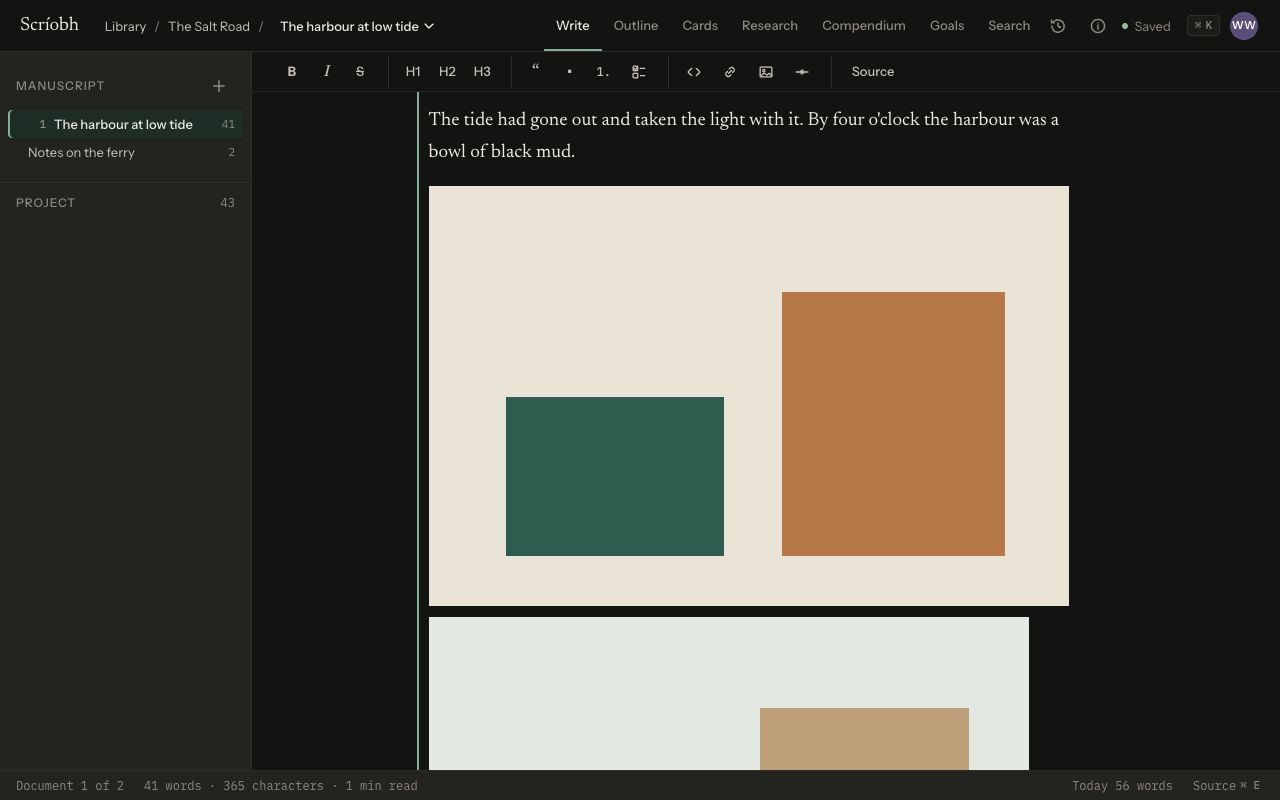 Scríobh
Library / The Salt Road / The harbour at low tide
Write Outline Cards Research Compendium Goals Search
Saved ⌘ K WW
B I S H1 H2 H3 “ 1. Source
MANUSCRIPT
1 The harbour at low tide 41
Notes on the ferry 2
PROJECT 43
The tide had gone out and taken the light with it. By four o'clock the harbour was a
bowl of black mud.
Document 1 of 2 41 words · 365 characters · 1 min read
Today 56 words Source ⌘ E